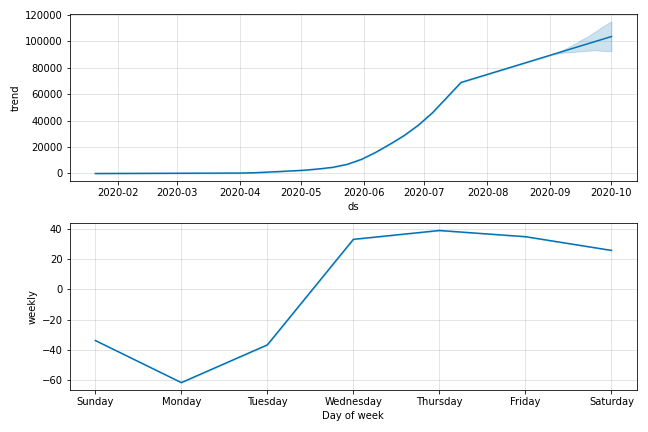 120000
100000
80000
60000
40000
20000
0
trend
2020-02 2020-03 2020-04 2020-05 2020-06 2020-07 2020-08 2020-09 2020-10
ds
40
20
0
−20
−40
−60
weekly
Sunday Monday Tuesday Wednesday Thursday Friday Saturday
Day of week